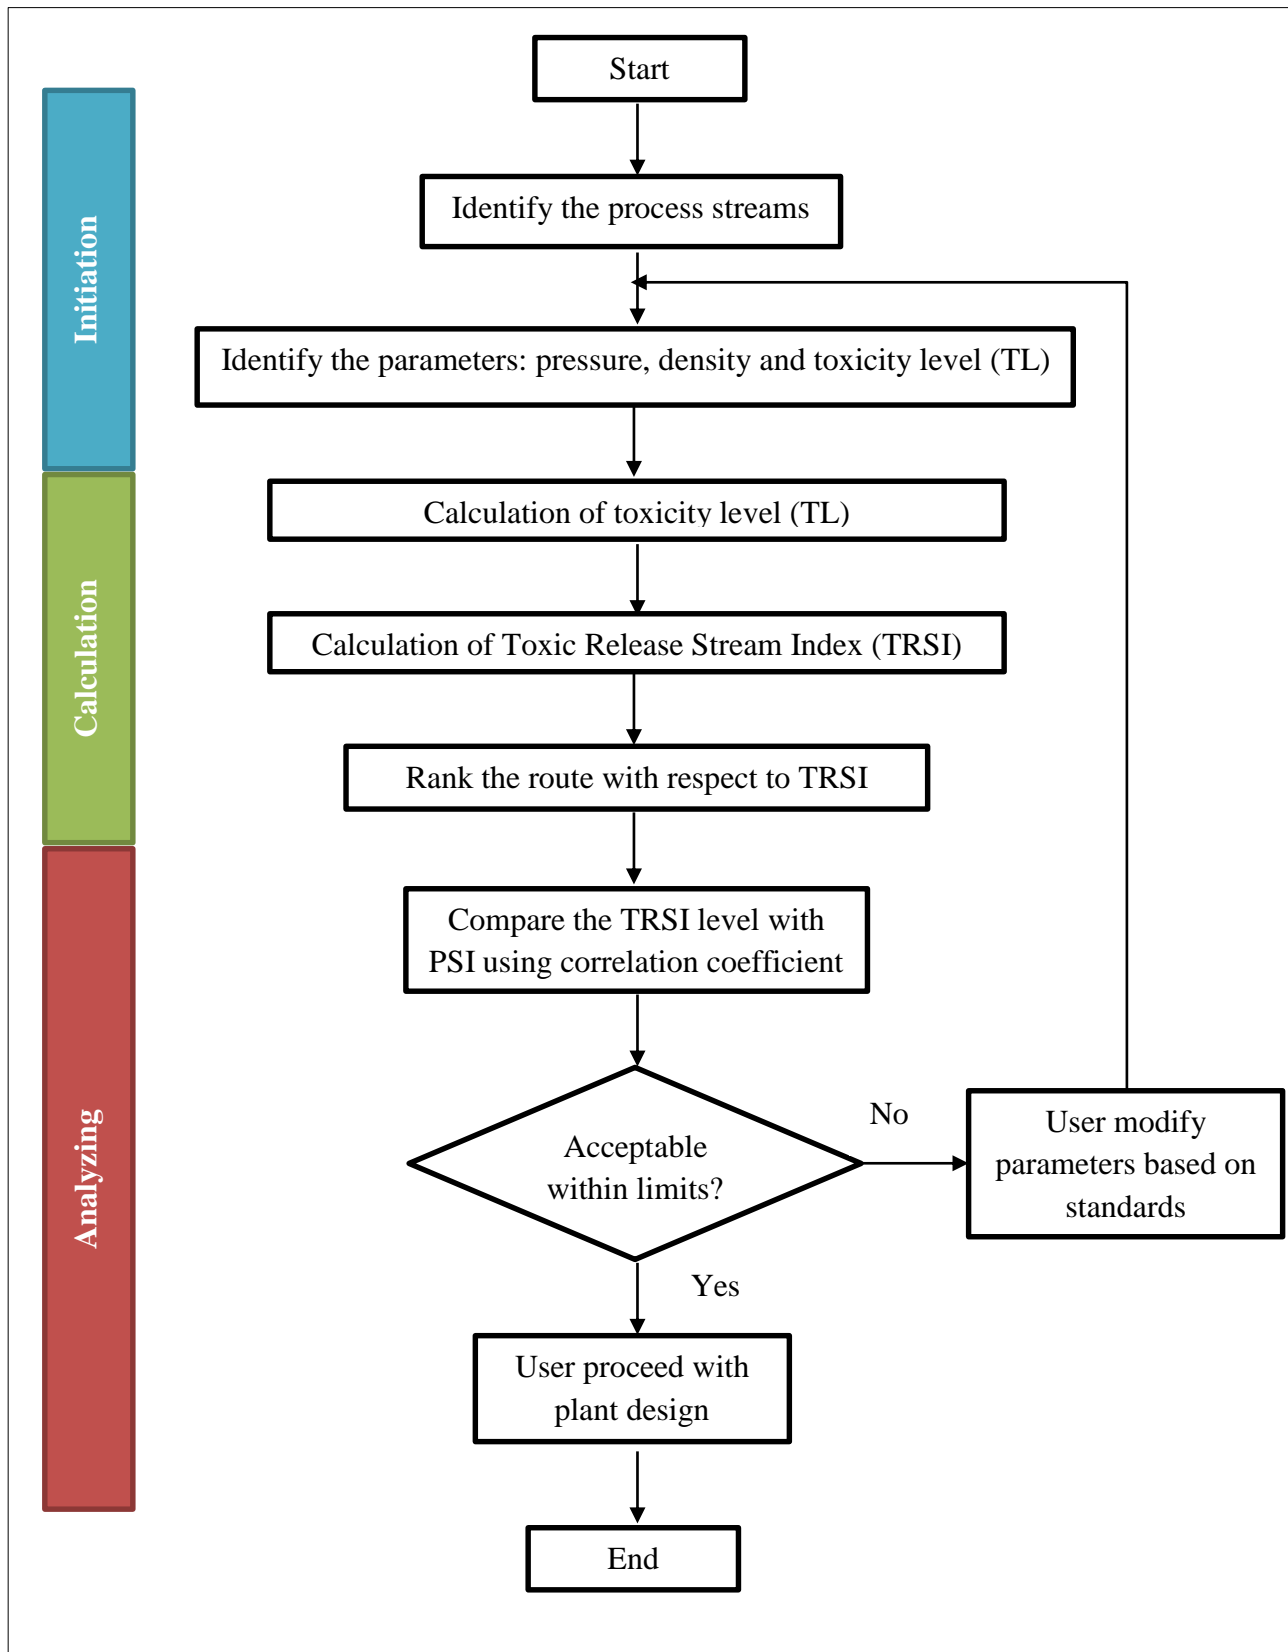 Start
Initiation
Identify the process streams
Identify the parameters: pressure, density and toxicity level (TL)
Calculation
Calculation of toxicity level (TL)
Calculation of Toxic Release Stream Index (TRSI)
Rank the route with respect to TRSI
Analyzing
Compare the TRSI level with
PSI using correlation coefficient
Acceptable
within limits?
No
User modify
parameters based on
standards
Yes
User proceed with
plant design
End